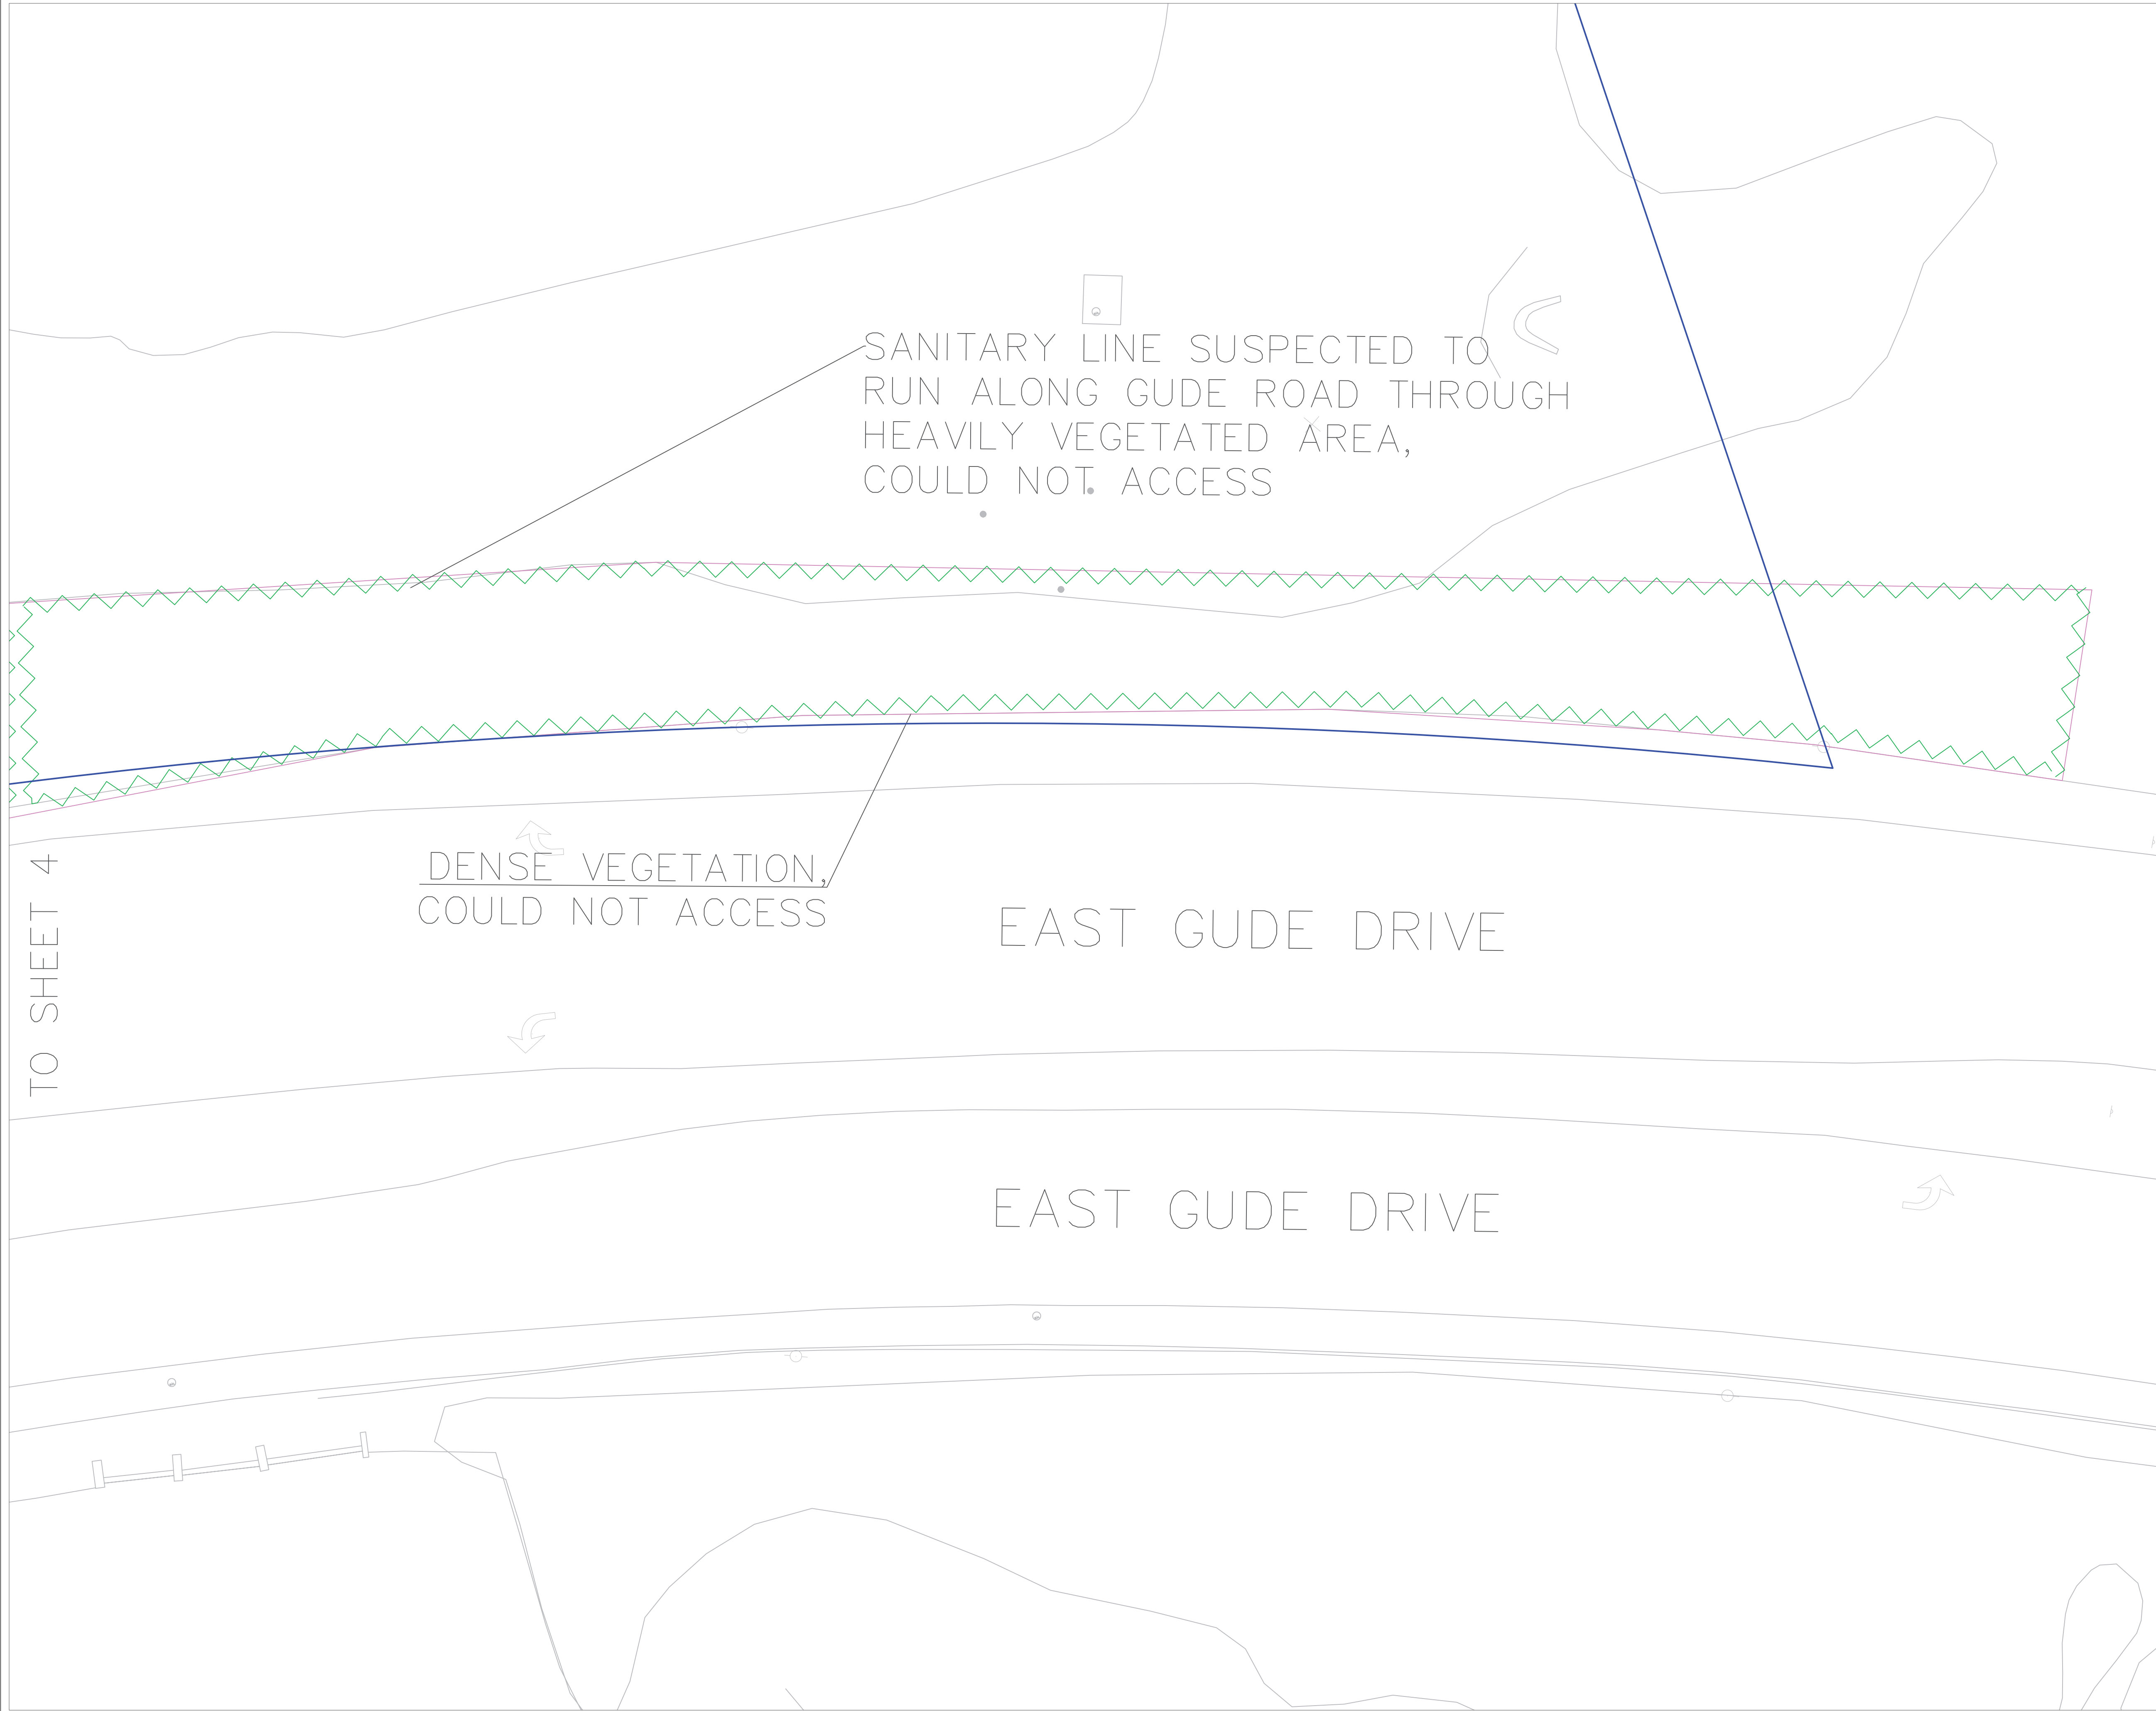 SANITARY LINE SUSPECTED TO
RUN ALONG GUDE ROAD THROUGH
HEAVILY VEGETATED AREA,
COULD NOT ACCESS
DENSE VEGETATION,
COULD NOT ACCESS
EAST GUDE DRIVE
TO SHEET 4
EAST GUDE DRIVE